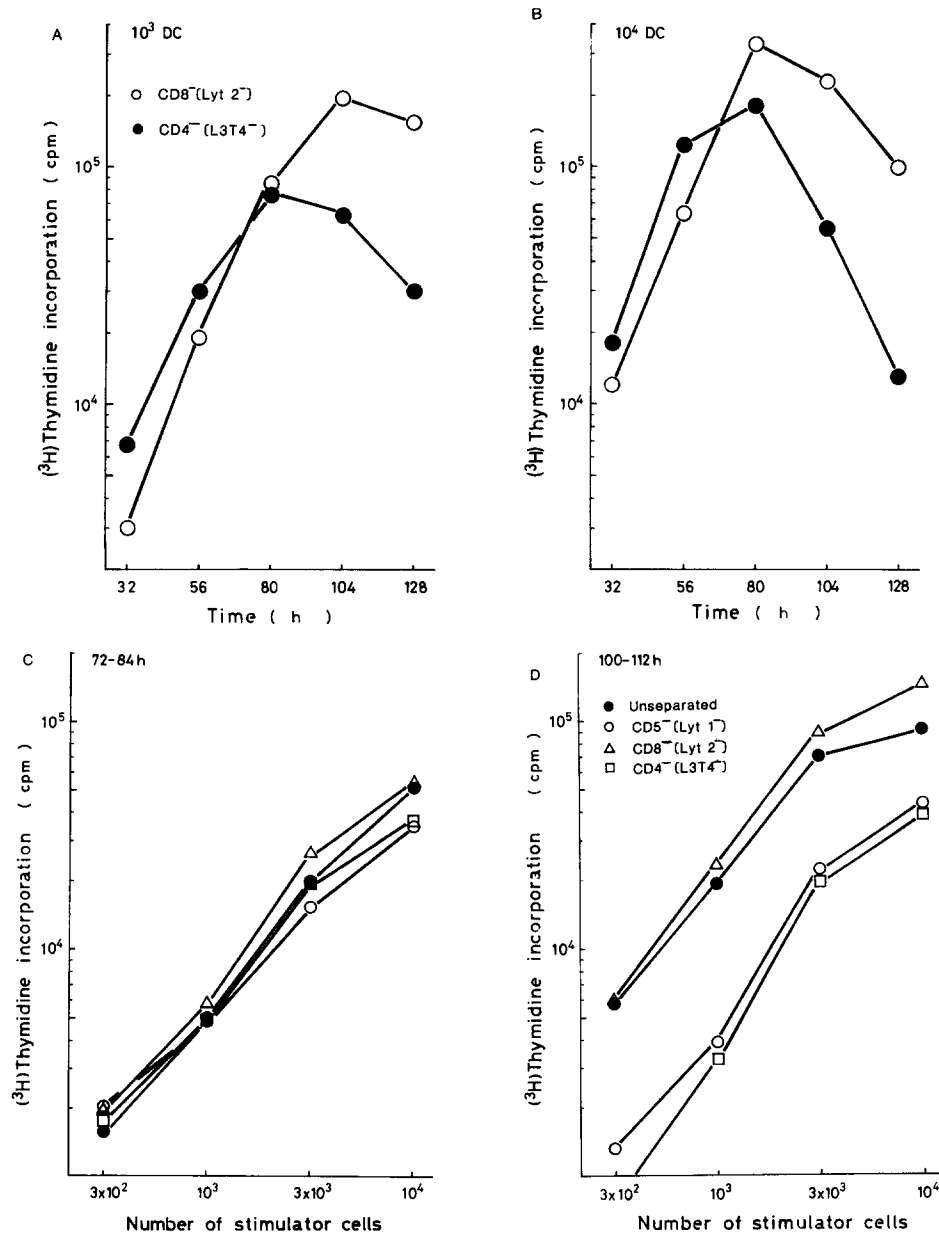 A
10³ DC
○ CD8⁻(Lyt 2⁻)
● CD4⁻(L3T4⁻)
(³H)Thymidine incorporation (cpm)
10⁵
10⁴
32 56 80 104 128
Time ( h )
B
10⁴ DC
(³H)Thymidine incorporation (cpm)
10⁵
10⁴
32 56 80 104 128
Time ( h )
C
72-84h
(³H)Thymidine incorporation (cpm)
10⁵
10⁴
3x10² 10³ 3x10³ 10⁴
Number of stimulator cells
D
100-112h
● Unseparated
○ CD5⁻(Lyt 1⁻)
△ CD8⁻(Lyt 2⁻)
□ CD4⁻(L3T4⁻)
(³H)Thymidine incorporation (cpm)
10⁵
10⁴
3x10² 10³ 3x10³ 10⁴
Number of stimulator cells